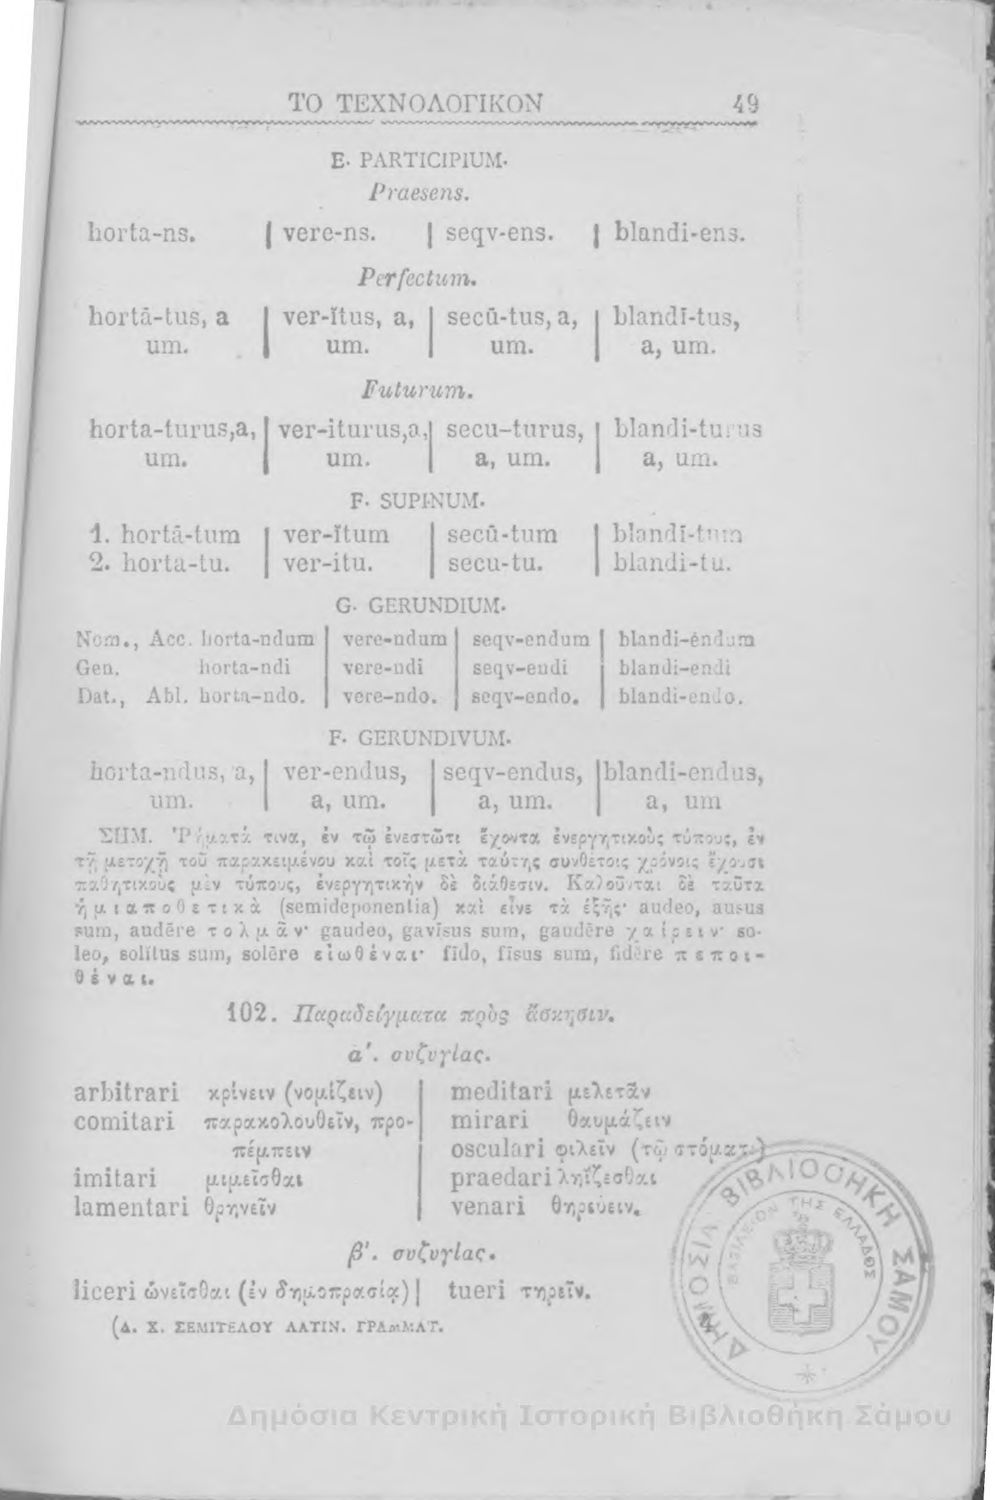 ΤΟ ΤΕΧΝΟΛΟΓΙΚΟΝ 49
E· PARTICIPIUM·
Praesens.
horta-ns. | vere-ns. | seqv-ens. | blandi-ens.
Perfectum.
hortā-tus, a | ver-ĭtus, a, | secū-tus, a, | blandī-tus,
um. | um. | um. | a, um.
Futurum.
horta-turus,a, | ver-iturus,a,| secu-turus, | blandi-turus
um. | um. | a, um. | a, um.
F· SUPINUM·
1. hortā-tum | ver-ĭtum | secū-tum | blandī-tum
2. horta-tu. | ver-itu. | secu-tu. | blandi-tu.
G· GERUNDIUM·
Nom., Acc. horta-ndum | vere-ndum | seqv-endum | blandi-éndum
Gen. horta-ndi | vere-ndi | seqv-endi | blandi-endi
Dat., Abl. horta-ndo. | vere-ndo. | seqv-endo. | blandi-endo.
F· GERUNDIVUM·
horta-ndus, a, | ver-endus, | seqv-endus, | blandi-endus,
um. | a, um. | a, um. | a, um
ΣΗΜ. Ῥήματά τινα, ἐν τῷ ἐνεστῶτι ἔχοντα ἐνεργητικοὺς τύπους, ἐν
τῇ μετοχῇ τοῦ παρακειμένου καὶ τοῖς μετὰ ταύτης συνθέτοις χρόνοις ἔχουσι
παθητικοὺς μὲν τύπους, ἐνεργητικὴν δὲ διάθεσιν. Καλοῦνται δὲ ταῦτα
ἡμιαποθετικὰ (semideponentia) καὶ εἶνε τὰ ἑξῆς· audeo, ausus
sum, audēre τολμᾶν· gaudeo, gavīsus sum, gaudēre χαίρειν· so-
leo, solĭtus sum, solēre εἰωθέναι· fīdo, fīsus sum, fidĕre πεποι-
θέναι.
102. Παραδείγματα πρὸς ἄσκησιν.
α'. συζυγίας.
arbitrari κρίνειν (νομίζειν) | meditari μελετᾶν
comitari παρακολουθεῖν, προ- | mirari θαυμάζειν
πέμπειν | osculari φιλεῖν (τῷ στόματι)
imitari μιμεῖσθαι | praedari ληΐζεσθαι
lamentari θρηνεῖν | venari θηρεύειν.
β'. συζυγίας.
liceri ὠνεῖσθαι (ἐν δημοπρασίᾳ) | tueri τηρεῖν.
(Δ. Χ. ΣΕΜΙΤΕΛΟΥ ΛΑΤΙΝ. ΓΡΑΜΜΑΤ.
ΔΗΜΟΣΙΑ ΒΙΒΛΙΟΘΗΚΗ ΣΑΜΟΥ
ΒΑΣΙΛΕΙΟΝ ΤΗΣ ΕΛΛΑΔΟΣ
Δημόσια Κεντρική Ιστορική Βιβλιοθήκη Σάμου